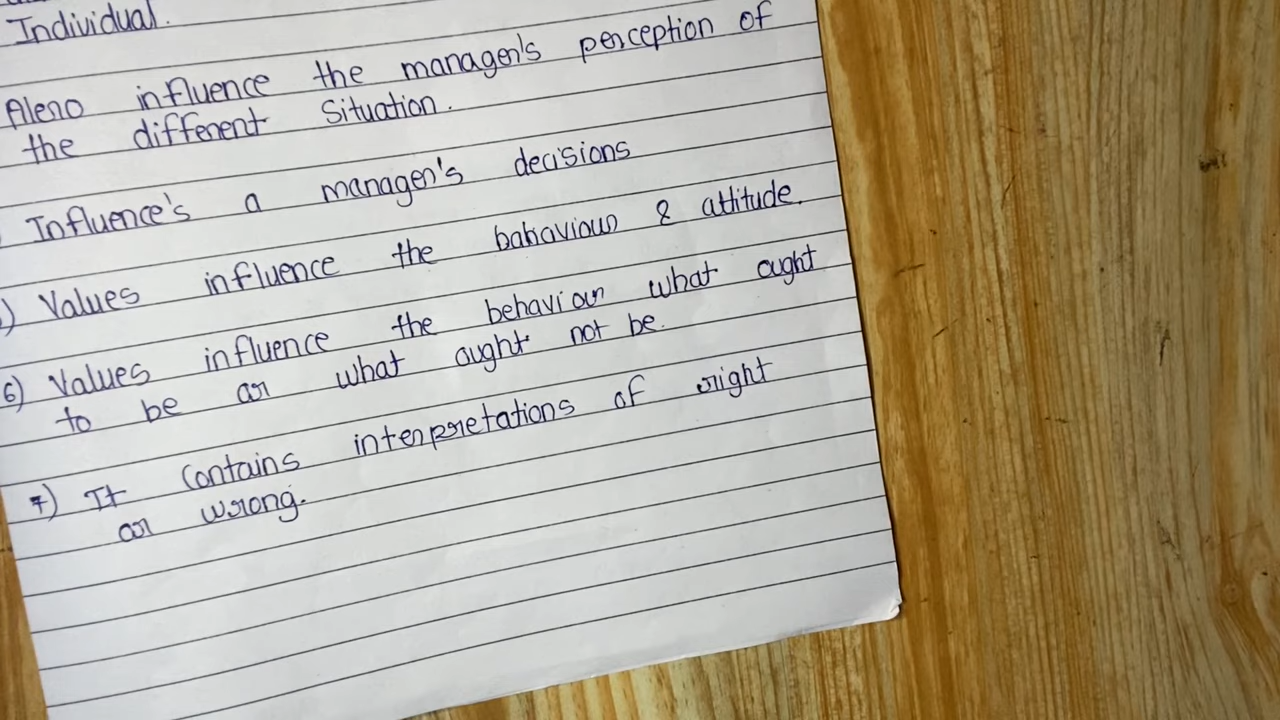 Individual.
Aleno influence the manager's perception of
the different Situation.
Influence's a manager's decisions
) Values influence the bahaviour & attitude.
6) Values influence the behaviour what ought
to be or what ought not be.
7) It Contains interpretations of right
or wrong.